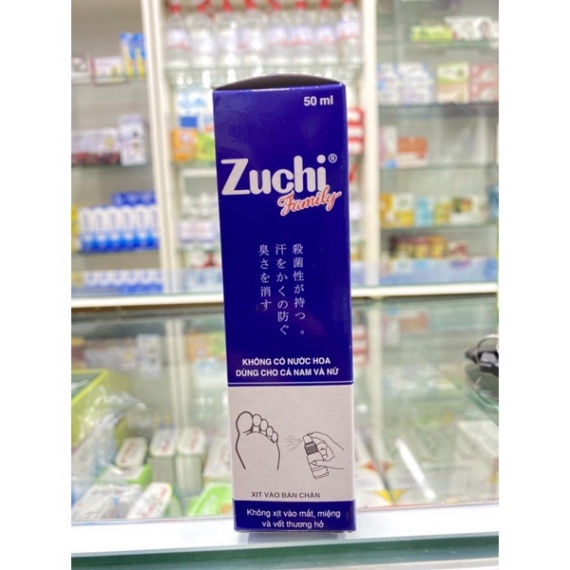 50 ml
Zuchi®
Family
殺菌性が持つ。
汗をかくの防ぐ
臭さを消す
KHÔNG CÓ NƯỚC HOA
DÙNG CHO CẢ NAM VÀ NỮ
XỊT VÀO BÀN CHÂN
Không xịt vào mắt, miệng
và vết thương hở